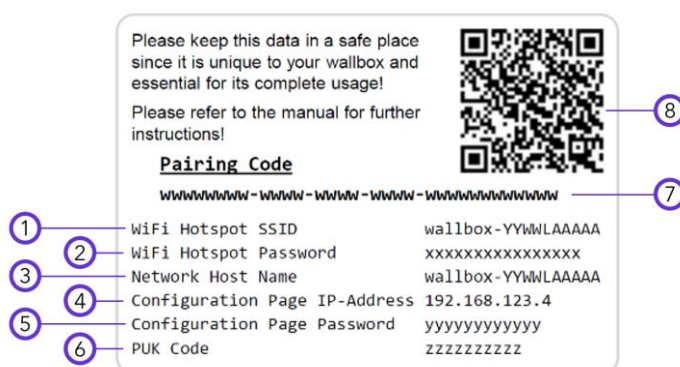 Please keep this data in a safe place
since it is unique to your wallbox and
essential for its complete usage!
Please refer to the manual for further
instructions!
8
Pairing Code
wwwwwwww-wwww-wwww-wwww-wwwwwwwwwwww 7
1 WiFi Hotspot SSID wallbox-YYWWLAAAAA
2 WiFi Hotspot Password xxxxxxxxxxxxxxxx
3 Network Host Name wallbox-YYWWLAAAAA
4 Configuration Page IP-Address 192.168.123.4
5 Configuration Page Password yyyyyyyyyyyy
6 PUK Code zzzzzzzzzz